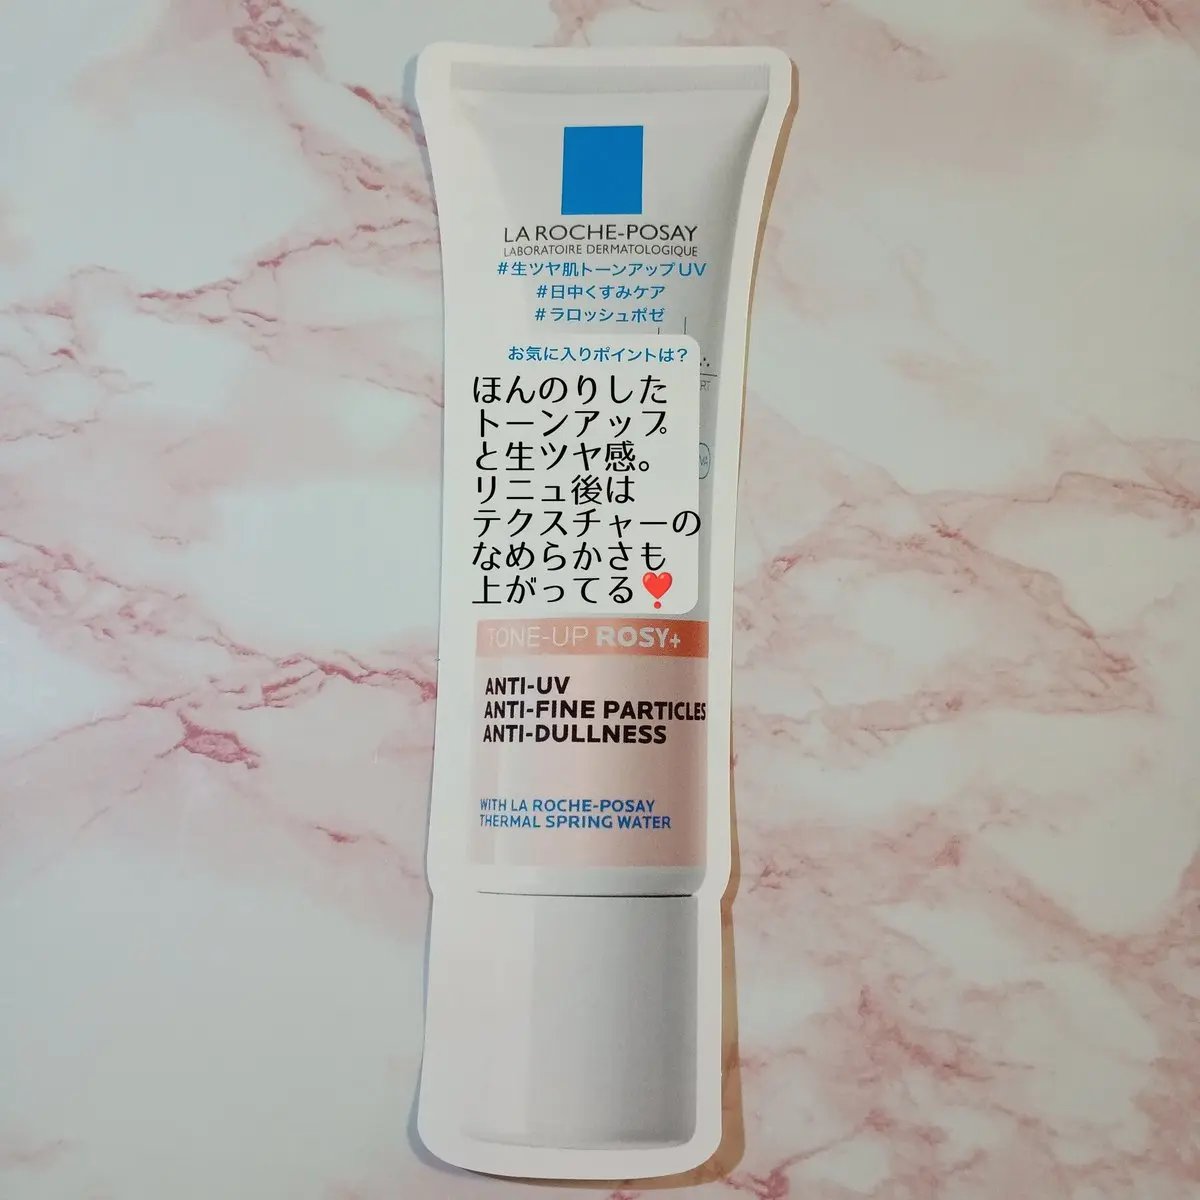 LA ROCHE-POSAY
LABORATOIRE DERMATOLOGIQUE
#生ツヤ肌トーンアップUV
#日中くすみケア
#ラロッシュポゼ
お気に入りポイントは?
ほんのりした
トーンアップ
と生ツヤ感。
リニュ後は
テクスチャーの
なめらかさも
上がってる❣️
TONE-UP ROSY+
ANTI-UV
ANTI-FINE PARTICLES
ANTI-DULLNESS
WITH LA ROCHE-POSAY
THERMAL SPRING WATER